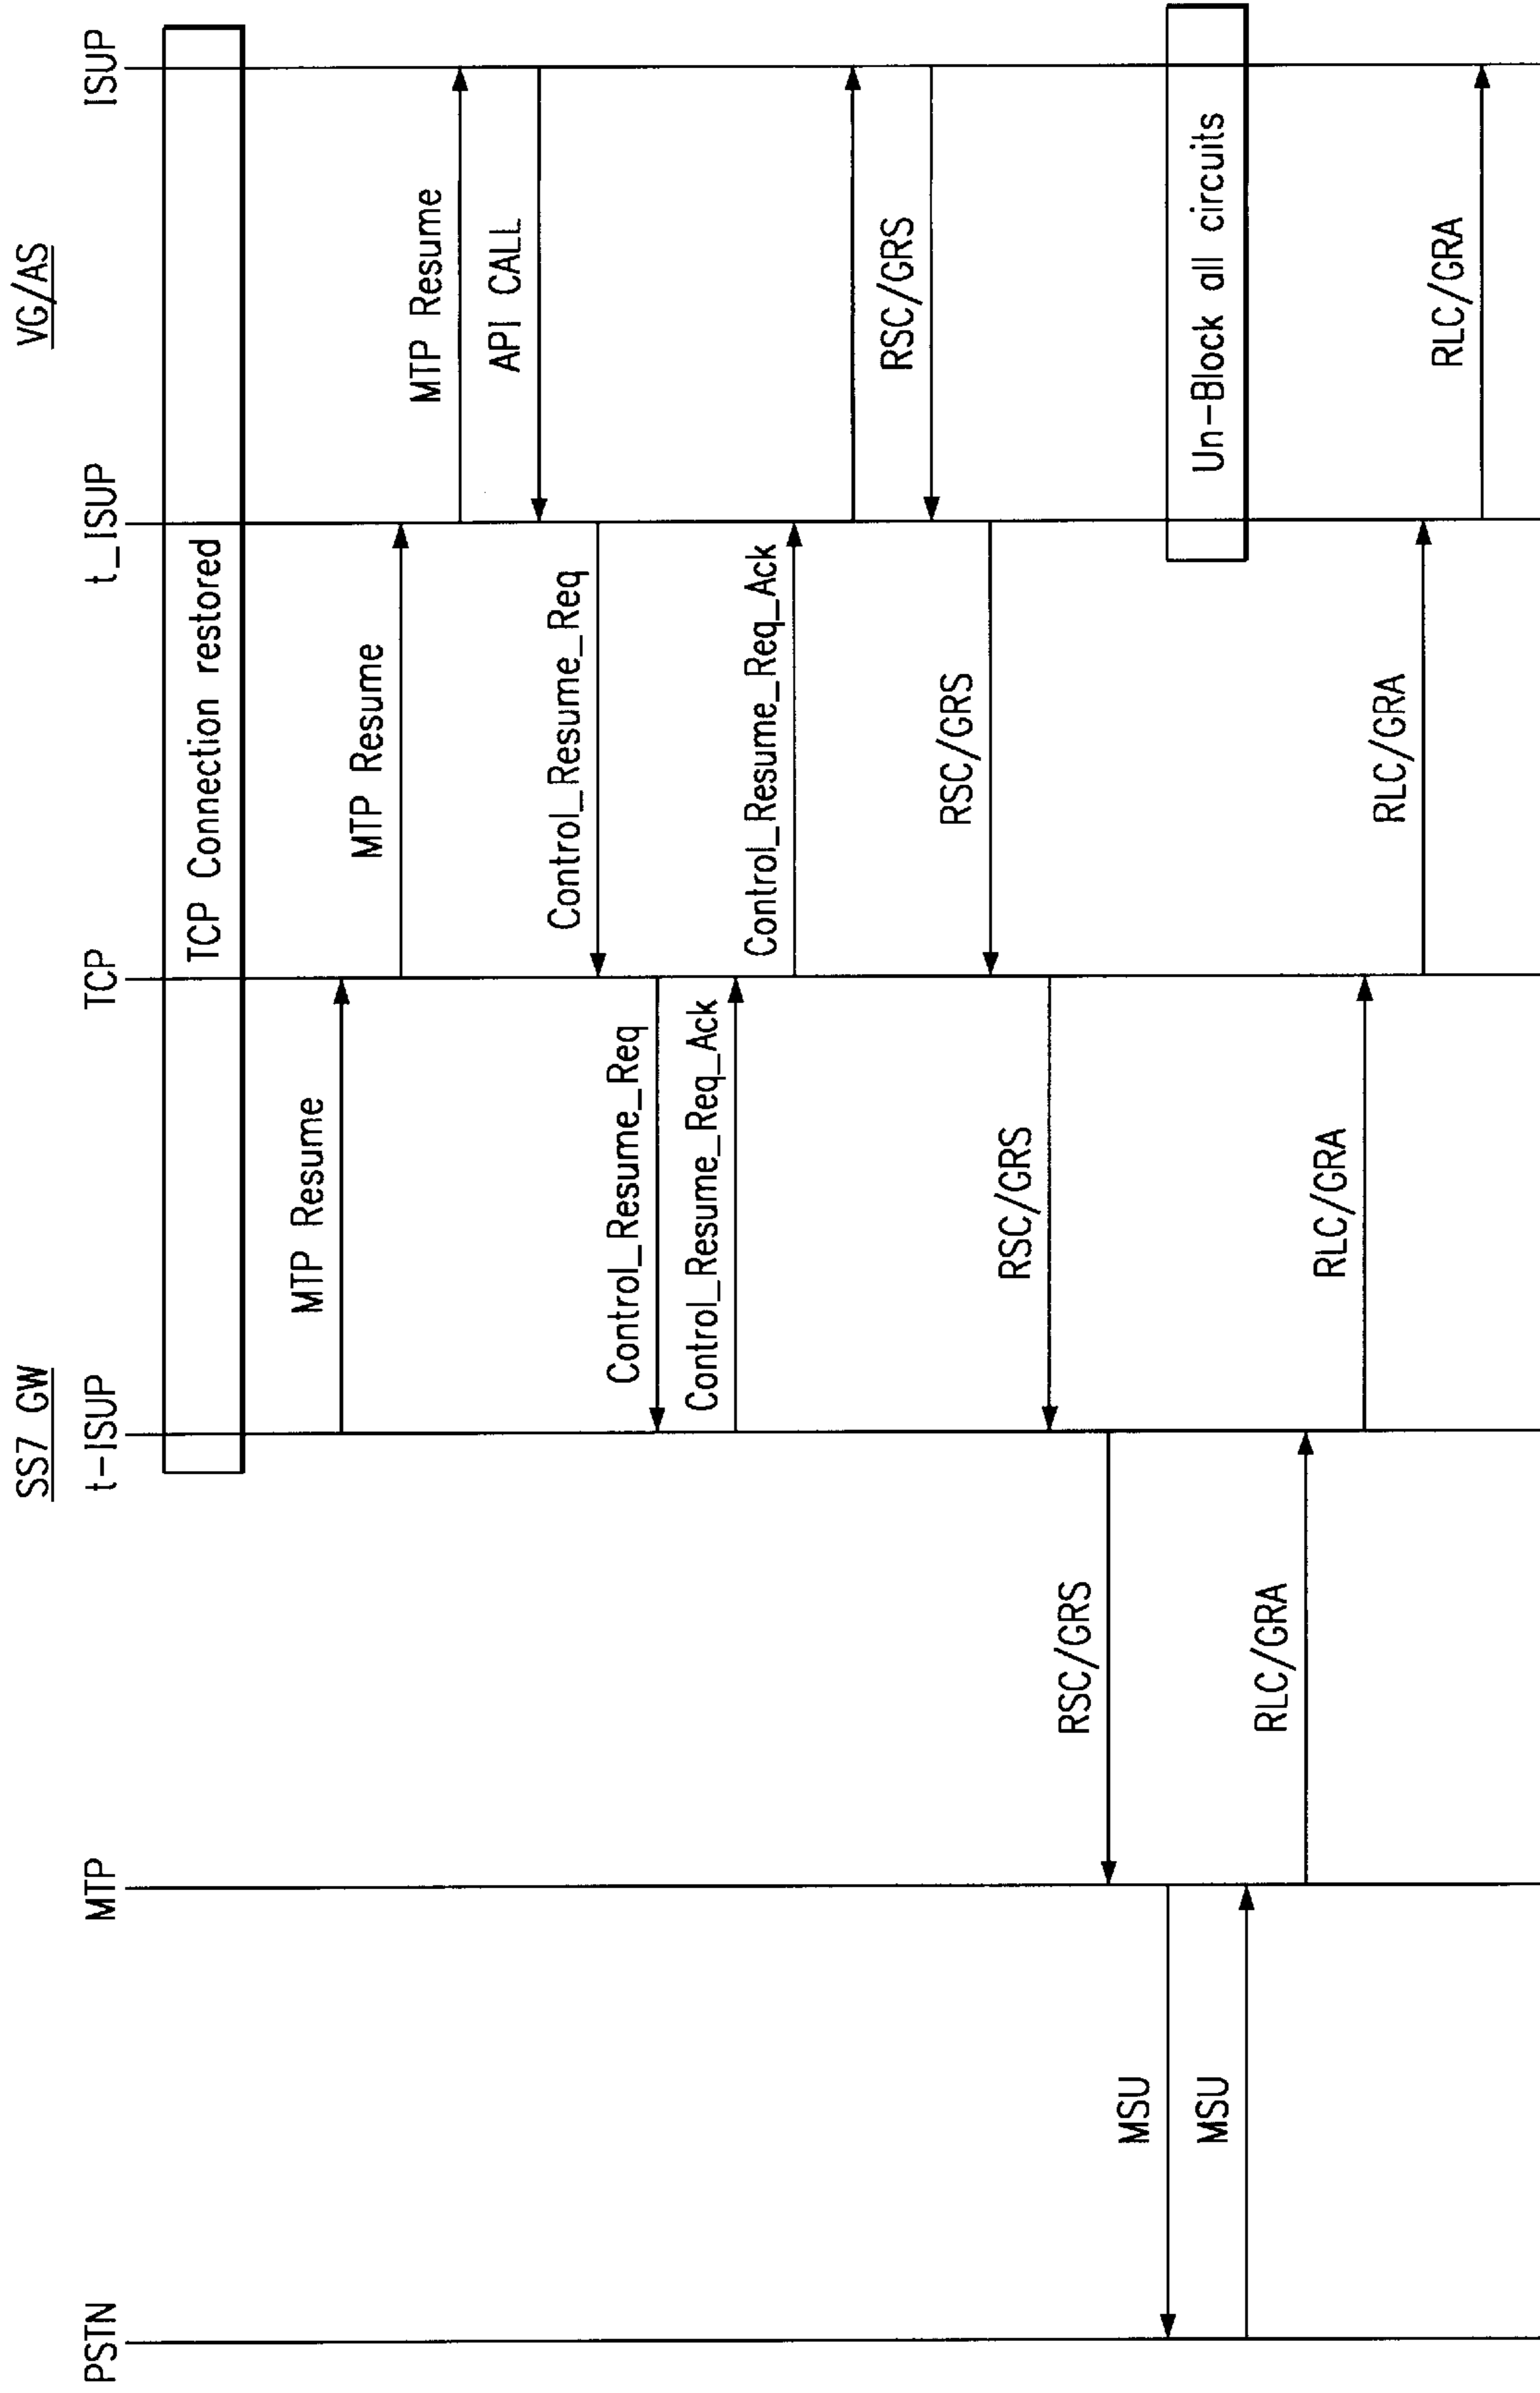 SS7 GW
VG/AS
PSTN
MTP
t-ISUP
TCP
t_ISUP
ISUP
TCP Connection restored
MTP Resume
MTP Resume
MTP Resume
API CALL
Control_Resume_Req
Control_Resume_Req
Control_Resume_Req_Ack
Control_Resume_Req_Ack
RSC/GRS
RSC/GRS
RSC/GRS
RSC/GRS
MSU
Un-Block all circuits
MSU
RLC/GRA
RLC/GRA
RLC/GRA
RLC/GRA